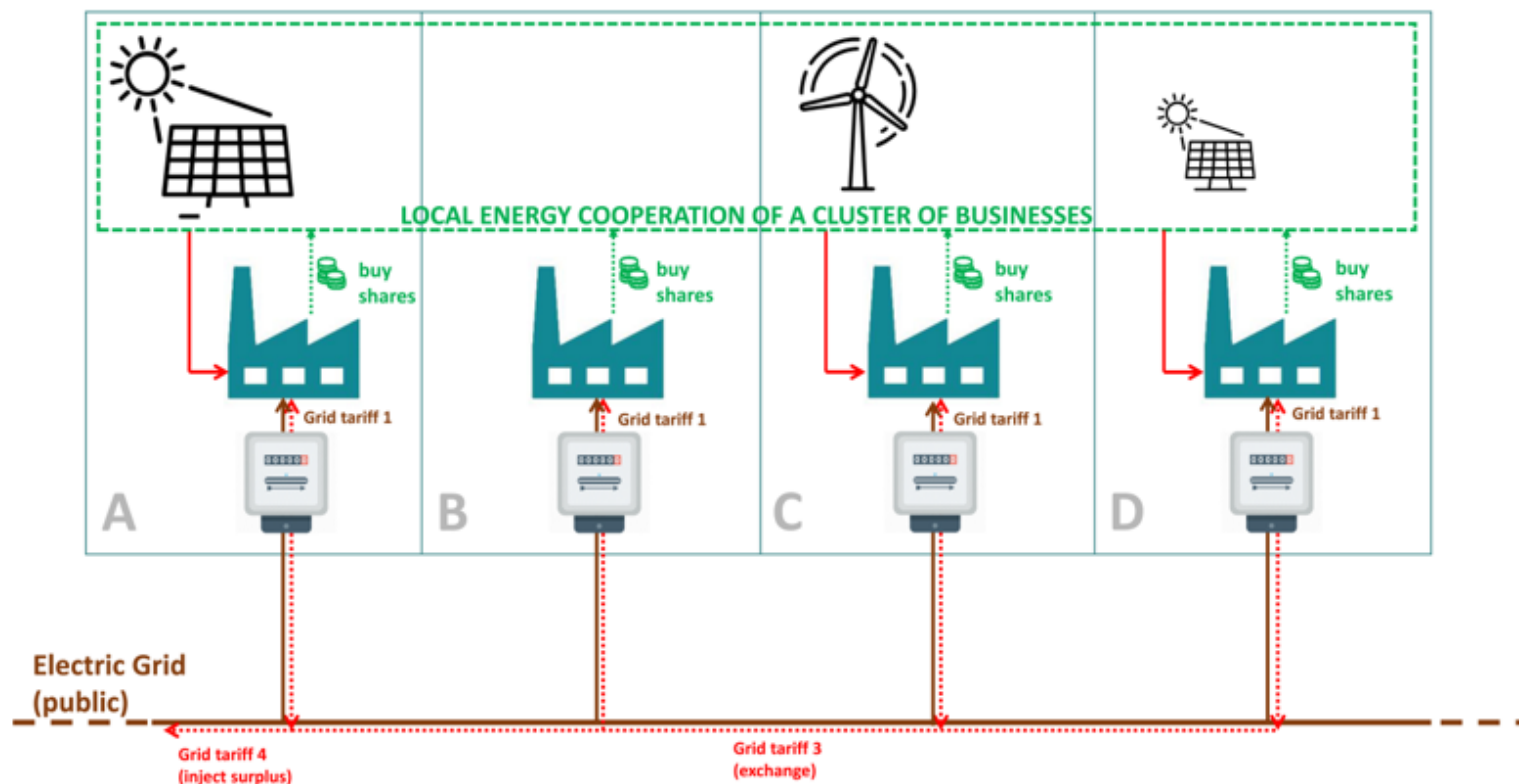 LOCAL ENERGY COOPERATION OF A CLUSTER OF BUSINESSES
buy
shares
buy
shares
buy
shares
buy
shares
Grid tariff 1
Grid tariff 1
Grid tariff 1
Grid tariff 1
A
B
C
D
Electric Grid
(public)
Grid tariff 4
(inject surplus)
Grid tariff 3
(exchange)